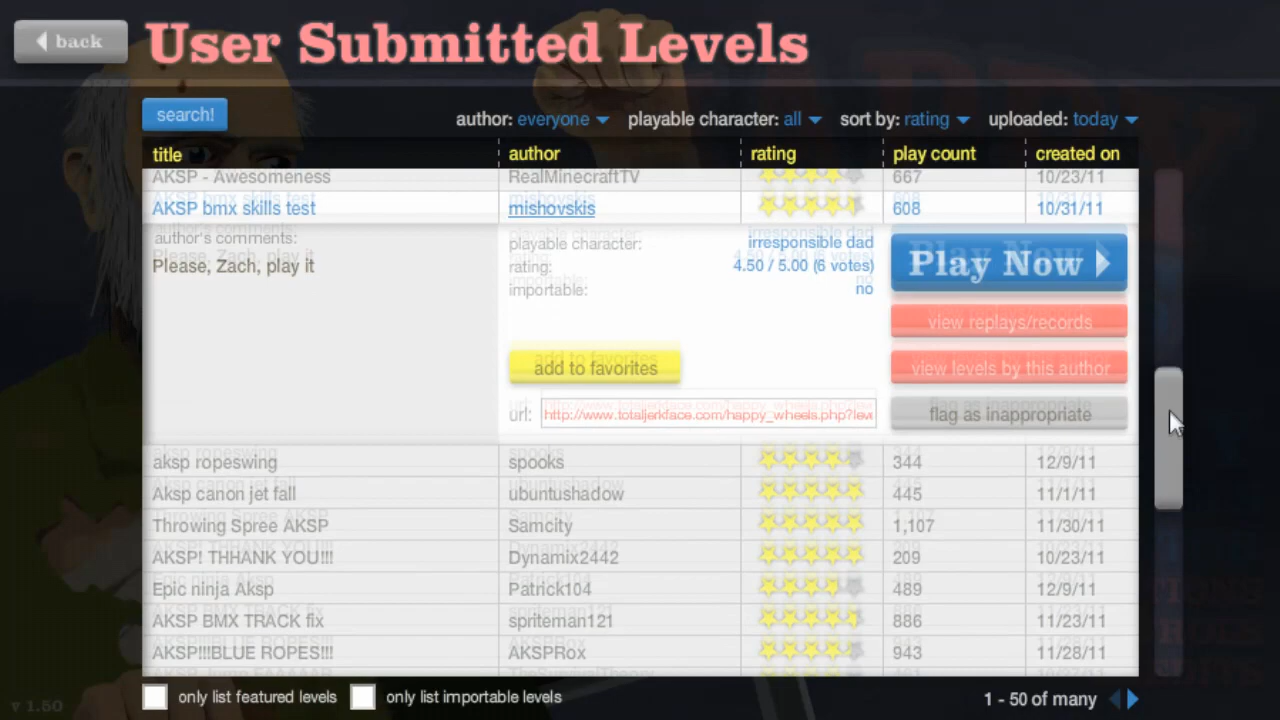 back
User Submitted Levels
search!
author: everyone playable character: all sort by: rating uploaded: today
title author rating play count created on
AKSP - Awesomeness RealMinecraftTV 667 10/23/11
AKSP bmx skills test mishovskis 608 10/31/11
author's comments:
Please, Zach, play it
playable character: irresponsible dad
rating: 4.50 / 5.00 (6 votes)
importable: no
add to favorites
url: http://www.totaljerkface.com/happy_wheels.php?lev
Play Now
view replays/records
view levels by this author
flag as inappropriate
aksp ropeswing spooks 344 12/9/11
Aksp canon jet fall ubuntushadow 445 11/1/11
Throwing Spree AKSP Samcity 1,107 11/30/11
AKSP! THHANK YOU!!!! Dynamix2442 209 10/23/11
Epic ninja Aksp Patrick104 489 12/9/11
AKSP BMX TRACK fix spriteman121 886 11/23/11
AKSP!!!BLUE ROPES!!!! AKSPRox 943 11/28/11
only list featured levels only list importable levels 1 - 50 of many
v 1.50